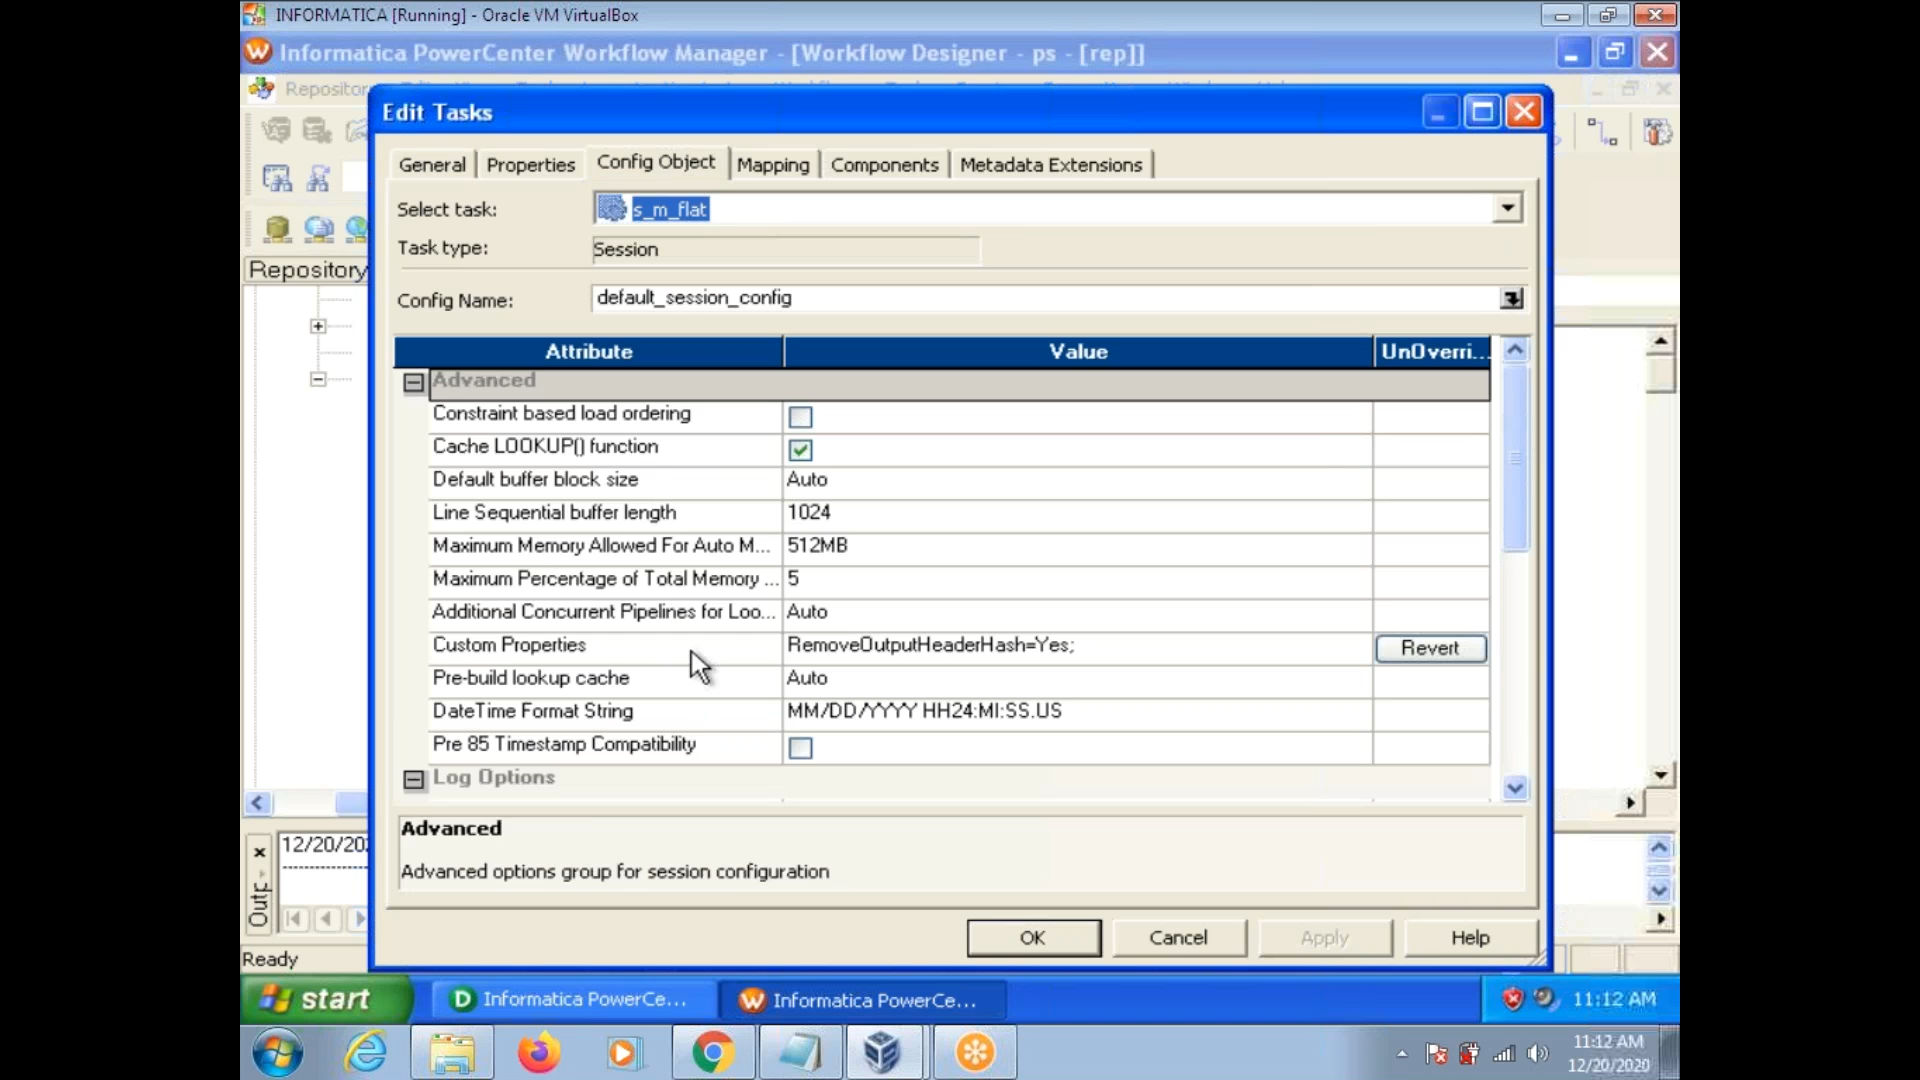 INFORMATICA [Running] - Oracle VM VirtualBox
Informatica PowerCenter Workflow Manager - [Workflow Designer - ps - [rep]]
Repository
Edit Tasks
General Properties Config Object Mapping Components Metadata Extensions
Select task: s_m_flat
Task type: Session
Repository
Config Name: default_session_config
Attribute Value UnOverri...
Advanced
Constraint based load ordering
Cache LOOKUP() function
Default buffer block size Auto
Line Sequential buffer length 1024
Maximum Memory Allowed For Auto M... 512MB
Maximum Percentage of Total Memory ... 5
Additional Concurrent Pipelines for Loo... Auto
Custom Properties RemoveOutputHeaderHash=Yes; Revert
Pre-build lookup cache Auto
DateTime Format String MM/DD/YYYY HH24:MI:SS.US
Pre 85 Timestamp Compatibility
Log Options
Advanced
12/20/202
Advanced options group for session configuration
Outp
OK Cancel Apply Help
Ready
start Informatica PowerCe... Informatica PowerCe... 11:12 AM
11:12 AM
12/20/2020